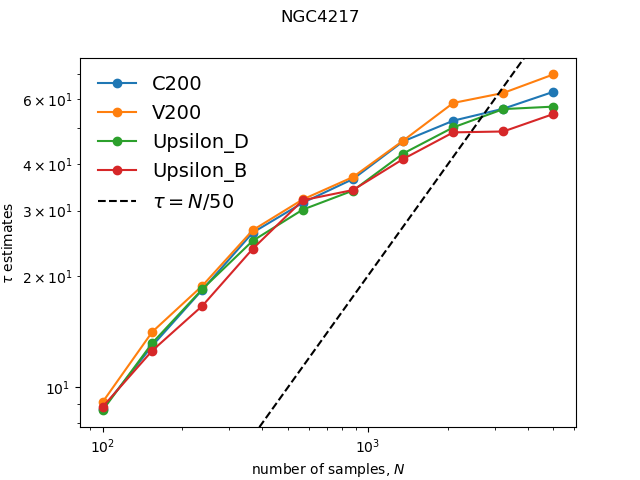 NGC4217
C200
V200
Upsilon_D
Upsilon_B
τ = N/50
6 × 10¹
4 × 10¹
3 × 10¹
2 × 10¹
10¹
τ estimates
10² 10³
number of samples, N